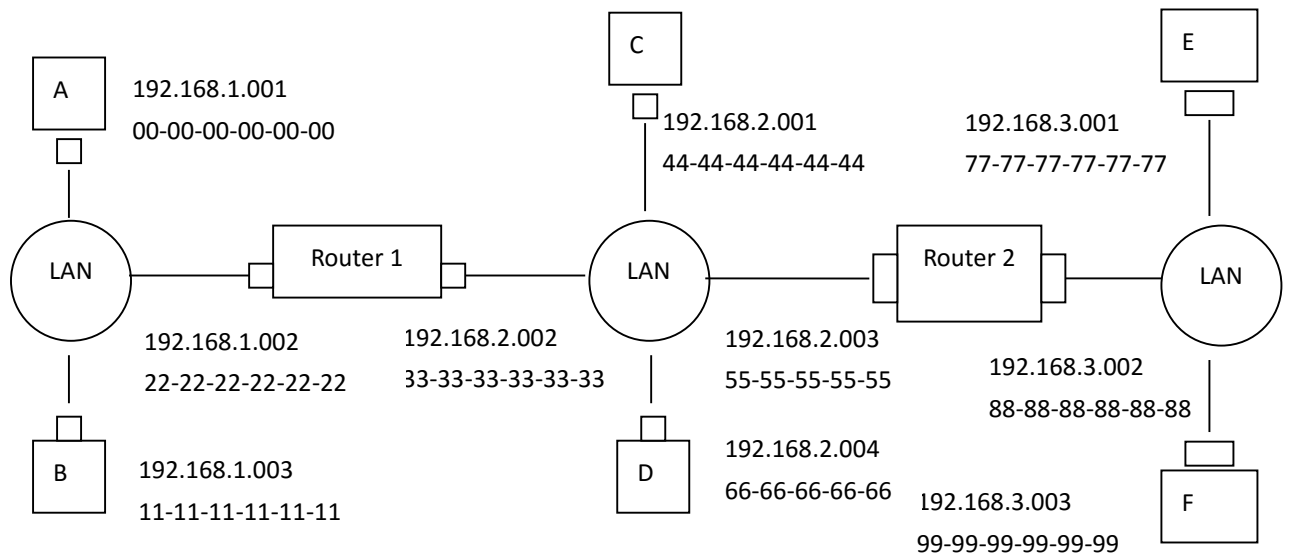 A
192.168.1.001
00-00-00-00-00-00
C
192.168.2.001
44-44-44-44-44-44
E
192.168.3.001
77-77-77-77-77-77
LAN
Router 1
LAN
Router 2
LAN
192.168.1.002
22-22-22-22-22-22
192.168.2.002
33-33-33-33-33-33
192.168.2.003
55-55-55-55-55
192.168.3.002
88-88-88-88-88-88
B
192.168.1.003
11-11-11-11-11-11
D
192.168.2.004
66-66-66-66-66
192.168.3.003
99-99-99-99-99-99
F